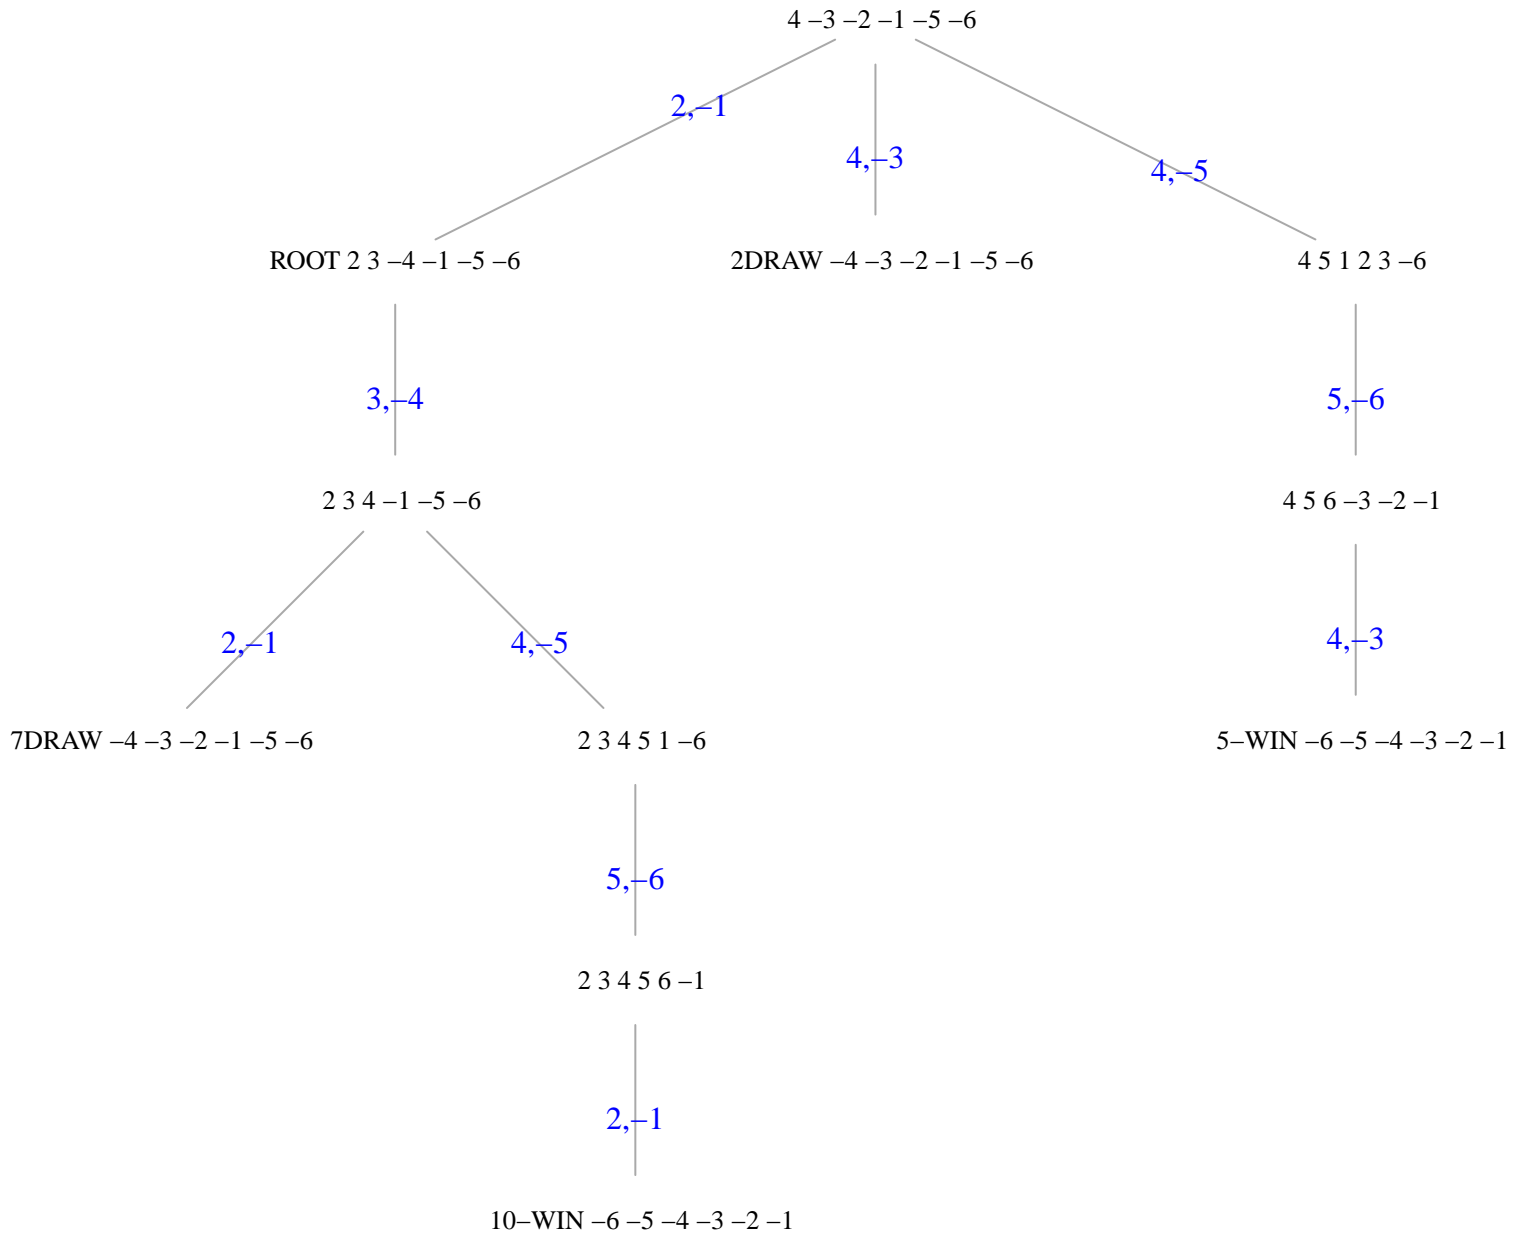 4 –3 –2 –1 –5 –6
2,–1
4,–3
4,–5
ROOT 2 3 –4 –1 –5 –6
2DRAW –4 –3 –2 –1 –5 –6
4 5 1 2 3 –6
3,–4
5,–6
2 3 4 –1 –5 –6
4 5 6 –3 –2 –1
2,–1
4,–5
4,–3
7DRAW –4 –3 –2 –1 –5 –6
2 3 4 5 1 –6
5–WIN –6 –5 –4 –3 –2 –1
5,–6
2 3 4 5 6 –1
2,–1
10–WIN –6 –5 –4 –3 –2 –1